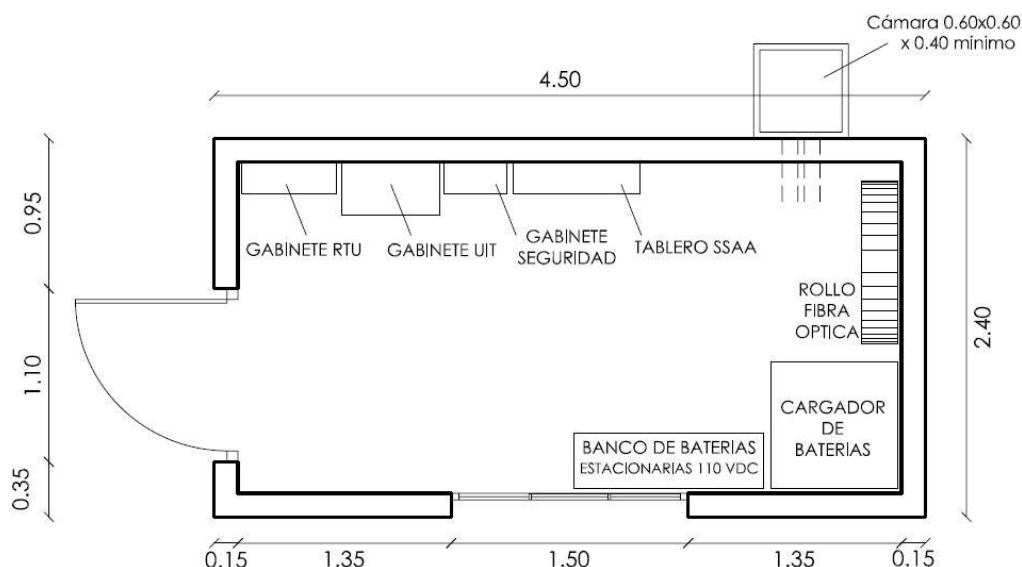 Cámara 0.60x0.60
x 0.40 minimo
4.50
0.95
1.10
0.35
2.40
GABINETE RTU
GABINETE UIT
GABINETE
SEGURIDAD
TABLERO SSAA
ROLLO
FIBRA
OPTICA
CARGADOR
DE
BATERIAS
BANCO DE BATERIAS
ESTACIONARIAS 110 VDC
0.15
1.35
1.50
1.35
0.15